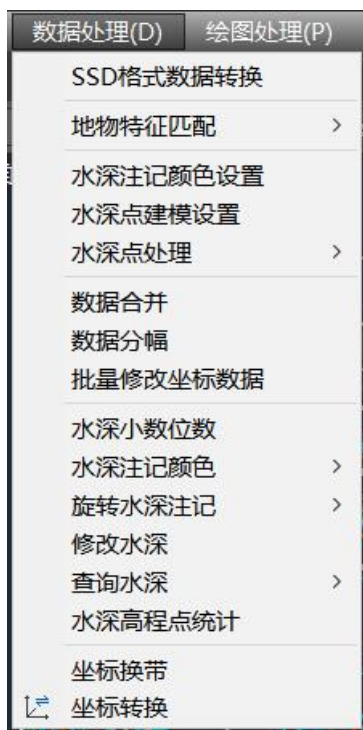 数据处理(D) 绘图处理(P)
SSD格式数据转换
地物特征匹配
水深注记颜色设置
水深点建模设置
水深点处理
数据合并
数据分幅
批量修改坐标数据
水深小数位数
水深注记颜色
旋转水深注记
修改水深
查询水深
水深高程点统计
坐标换带
坐标转换